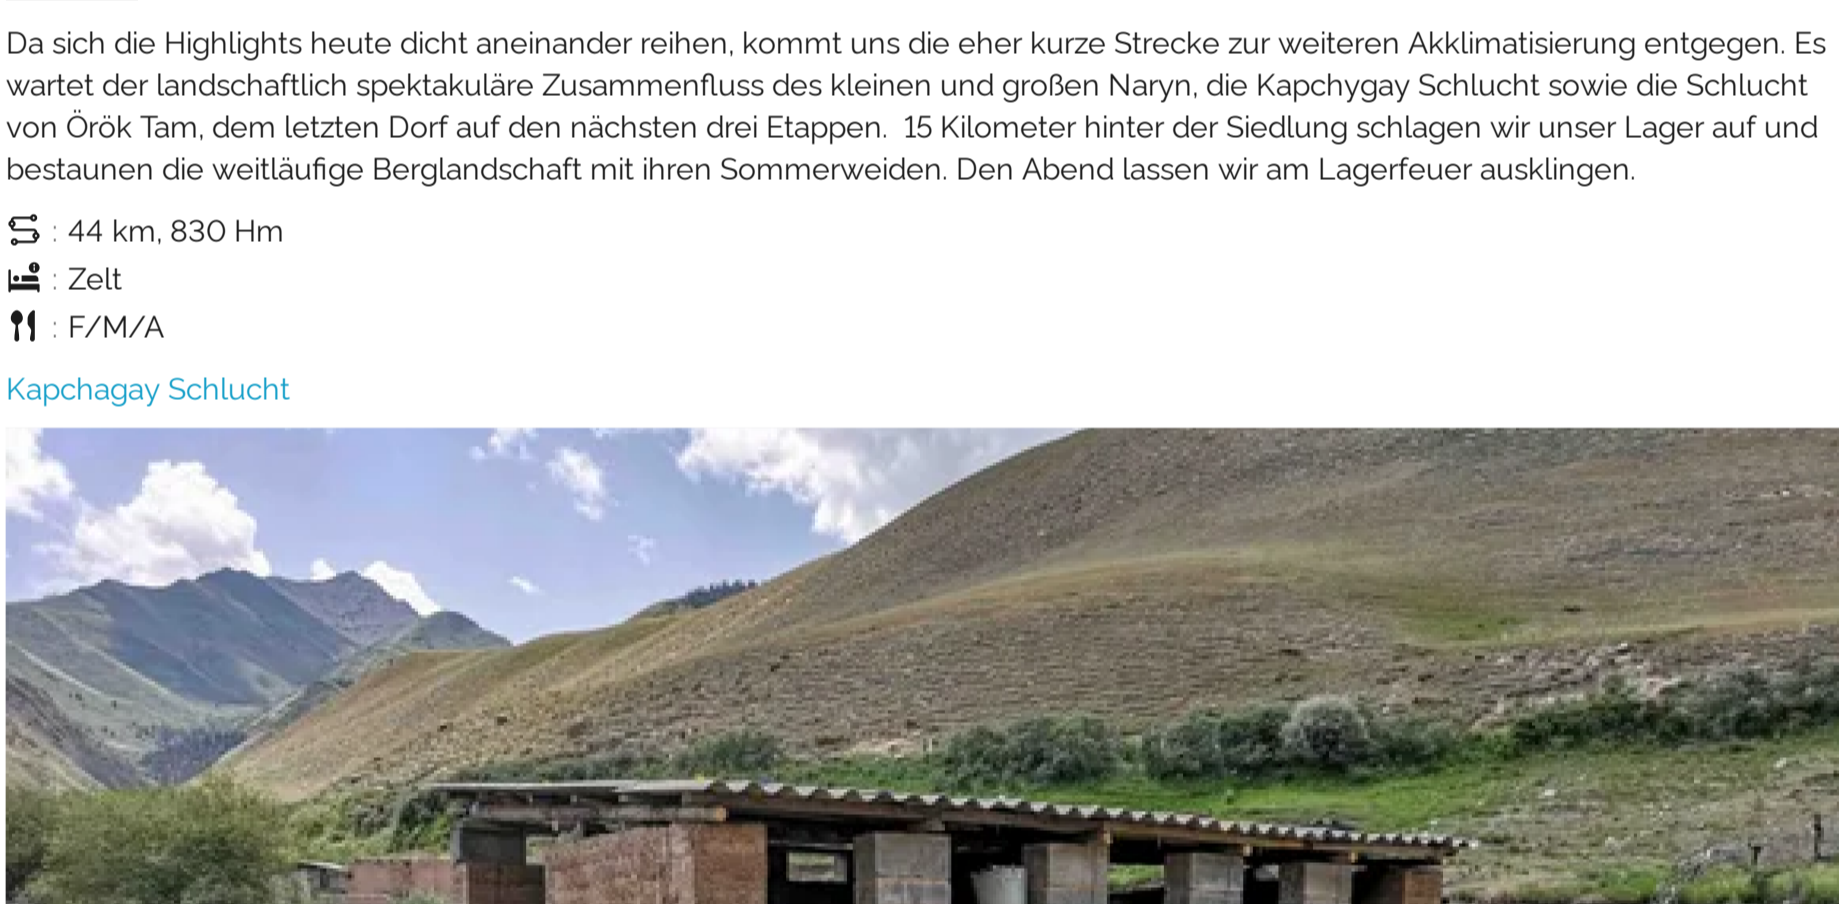 Da sich die Highlights heute dicht aneinander reihen, kommt uns die eher kurze Strecke zur weiteren Akklimatisierung entgegen. Es
wartet der landschaftlich spektakuläre Zusammenfluss des kleinen und großen Naryn, die Kapchygay Schlucht sowie die Schlucht
von Örök Tam, dem letzten Dorf auf den nächsten drei Etappen.  15 Kilometer hinter der Siedlung schlagen wir unser Lager auf und
bestaunen die weitläufige Berglandschaft mit ihren Sommerweiden. Den Abend lassen wir am Lagerfeuer ausklingen.
: 44 km, 830 Hm
: Zelt
: F/M/A
Kapchagay Schlucht